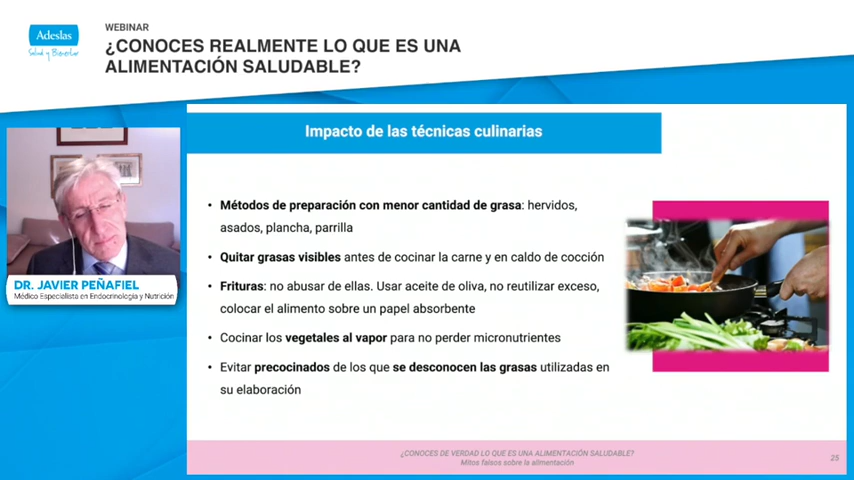 Adeslas
Salud y Bienestar
WEBINAR
¿CONOCES REALMENTE LO QUE ES UNA
ALIMENTACIÓN SALUDABLE?
Impacto de las técnicas culinarias
• Métodos de preparación con menor cantidad de grasa: hervidos,
asados, plancha, parrilla
• Quitar grasas visibles antes de cocinar la carne y en caldo de cocción
• Frituras: no abusar de ellas. Usar aceite de oliva, no reutilizar exceso,
colocar el alimento sobre un papel absorbente
• Cocinar los vegetales al vapor para no perder micronutrientes
• Evitar precocinados de los que se desconocen las grasas utilizadas en
su elaboración
DR. JAVIER PEÑAFIEL
Médico Especialista en Endocrinología y Nutrición
¿CONOCES DE VERDAD LO QUE ES UNA ALIMENTACIÓN SALUDABLE?
Mitos falsos sobre la alimentación
25